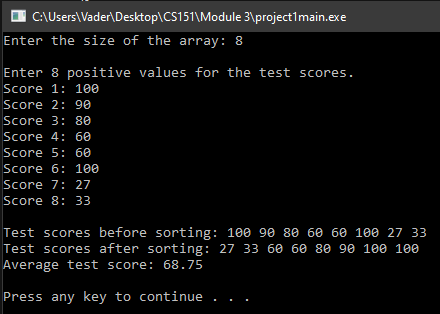 C:\Users\Vader\Desktop\CS151\Module 3\project1main.exe
Enter the size of the array: 8
Enter 8 positive values for the test scores.
Score 1: 100
Score 2: 90
Score 3: 80
Score 4: 60
Score 5: 60
Score 6: 100
Score 7: 27
Score 8: 33
Test scores before sorting: 100 90 80 60 60 100 27 33
Test scores after sorting: 27 33 60 60 80 90 100 100
Average test score: 68.75
Press any key to continue . . .